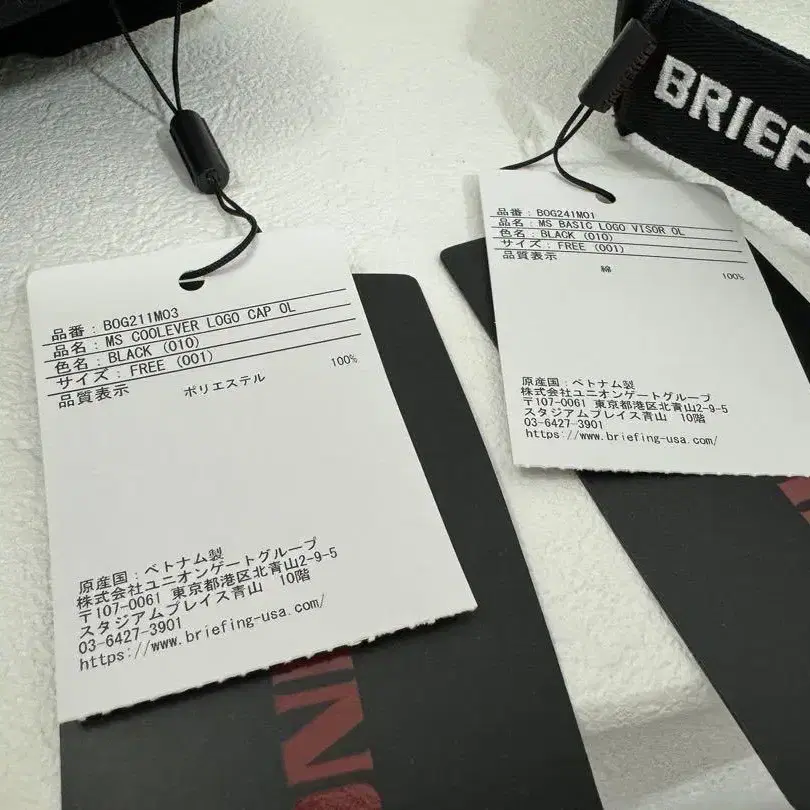 品番 : BOG211M03
品名 : MS COOLEVER LOGO CAP OL
色名 : BLACK (010)
サイズ : FREE (001)
品質表示
ポリエステル 100%
原産国 : ベトナム製
株式会社ユニオンゲートグループ
〒107-0061 東京都港区北青山2-9-5
スタジアムプレイス青山 10階
03-6427-3901
https://www.briefing-usa.com/
品番 : BOG241M01
品名 : MS BASIC LOGO VISOR OL
色名 : BLACK (010)
サイズ : FREE (001)
品質表示
綿 100%
原産国 : ベトナム製
株式会社ユニオンゲートグループ
〒107-0061 東京都港区北青山2-9-5
スタジアムプレイス青山 10階
03-6427-3901
https://www.briefing-usa.com/
BRIEF